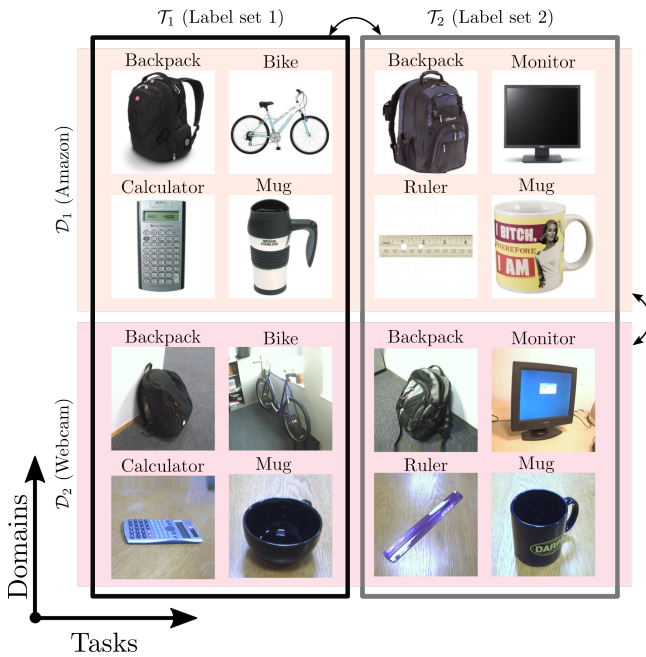 𝒯₁ (Label set 1)
𝒯₂ (Label set 2)
Backpack
Bike
Backpack
Monitor
Calculator
Mug
Ruler
Mug
I BITCH.
THEREFORE
I AM
𝒟₁ (Amazon)
Backpack
Bike
Backpack
Monitor
Calculator
Mug
Ruler
Mug
𝒟₂ (Webcam)
Domains
Tasks